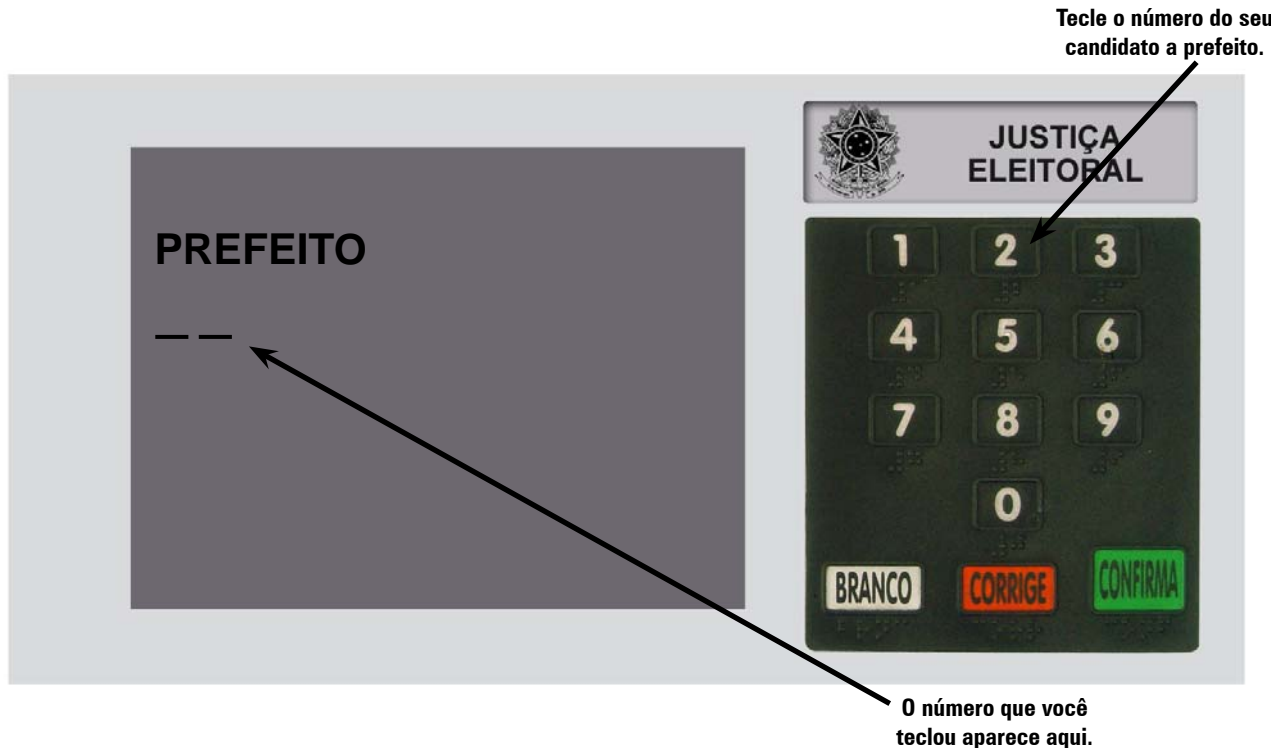 Tecle o número do seu
candidato a prefeito.
JUSTIÇA
ELEITORAL
PREFEITO
_ _
1 2 3
4 5 6
7 8 9
0
BRANCO CORRIGE CONFIRMA
O número que você
teclou aparece aqui.